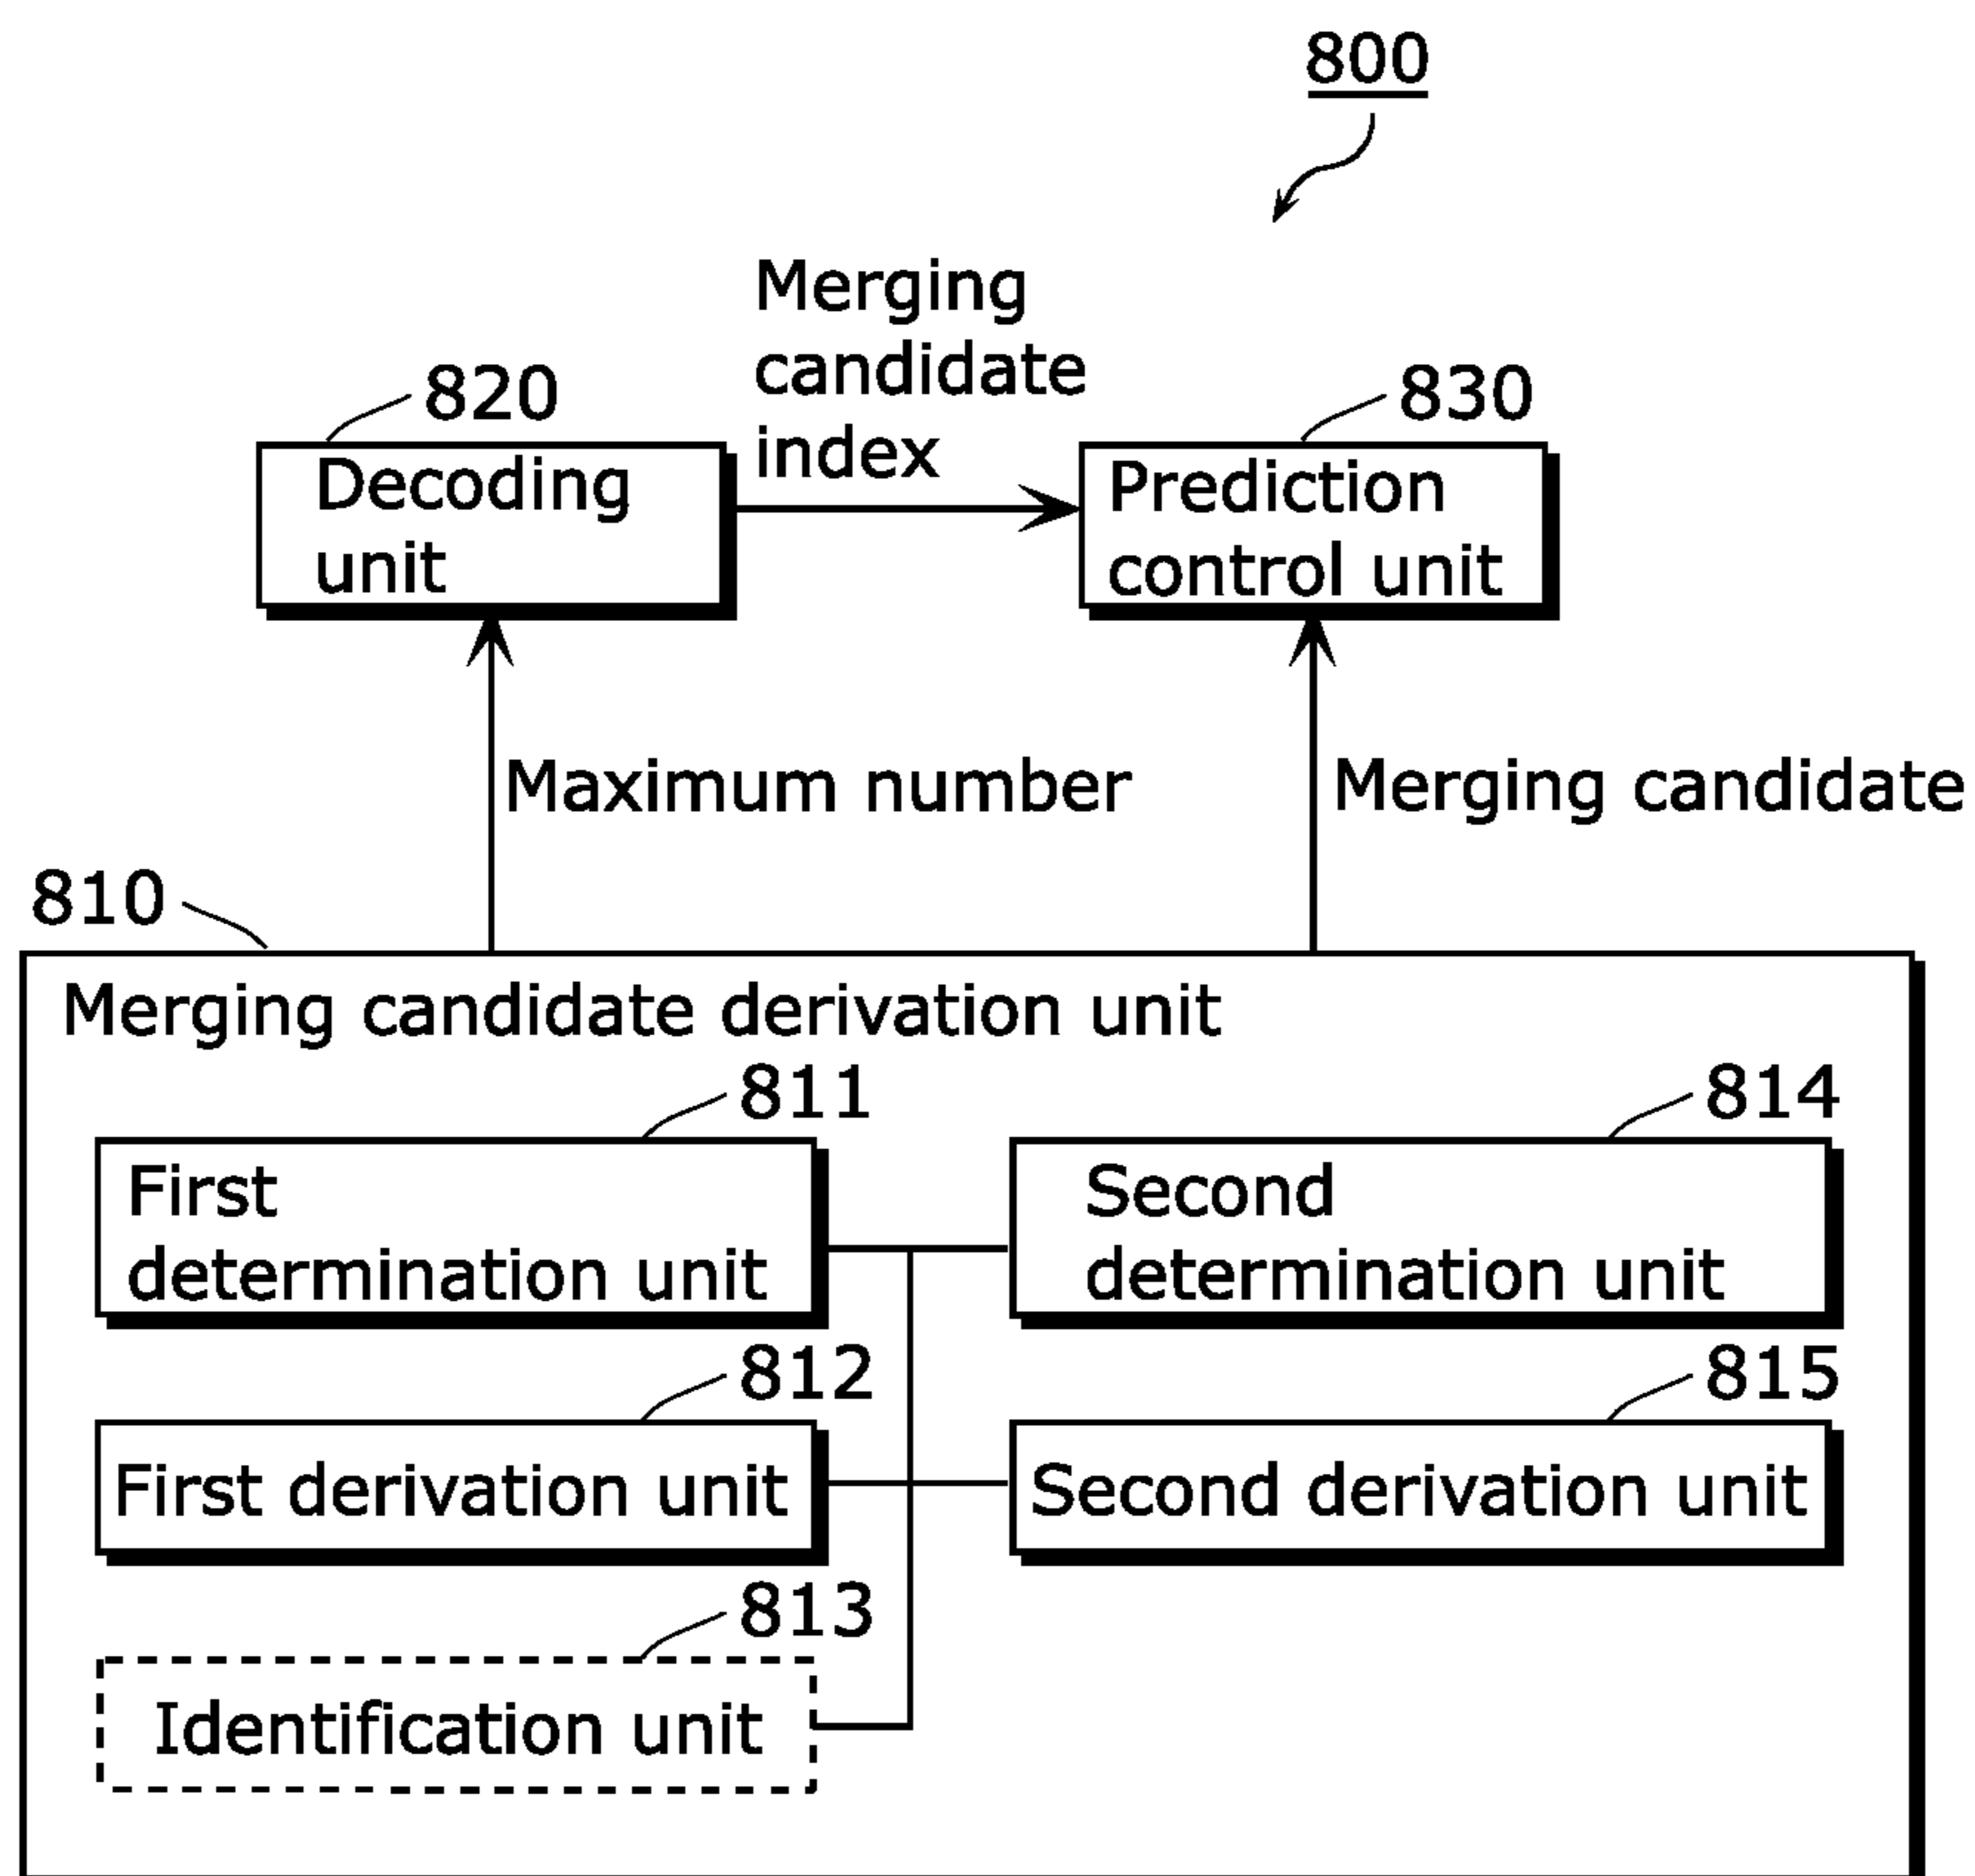 800
Merging
candidate
index
820
830
Decoding
unit
Prediction
control unit
Maximum number
Merging candidate
810
Merging candidate derivation unit
811
814
First
determination unit
Second
determination unit
812
815
First derivation unit
Second derivation unit
813
Identification unit